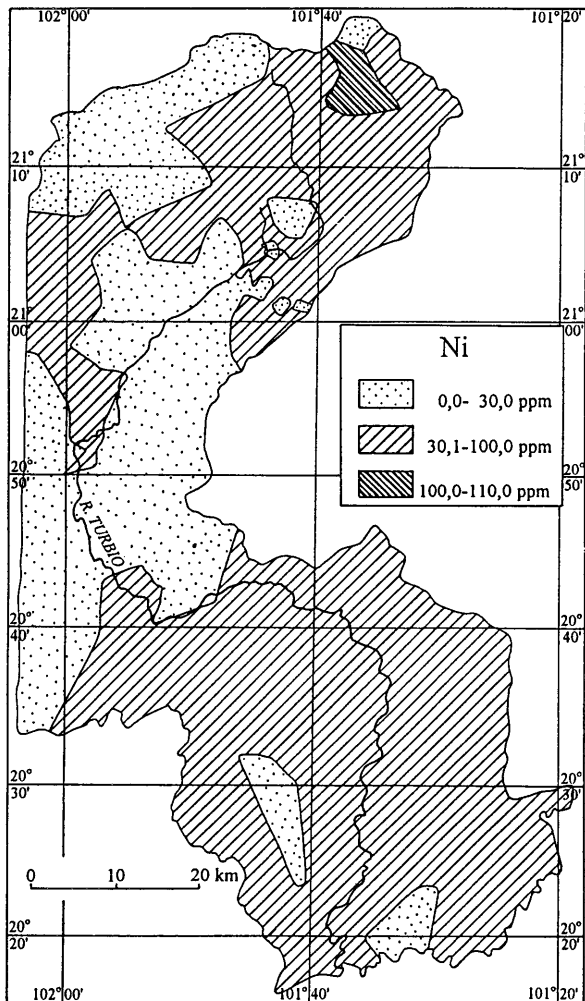 102° 00' 101° 40' 101° 20'
21° 10' 21° 10'
21° 00' 21° 00'
Ni
0,0- 30,0 ppm
30,1-100,0 ppm
100,0-110,0 ppm
20° 50' 20° 50'
R. TURBIO
20° 40' 20° 40'
20° 30' 20° 30'
0 10 20 km
20° 20' 20° 20'
102° 00' 101° 40' 101° 20'